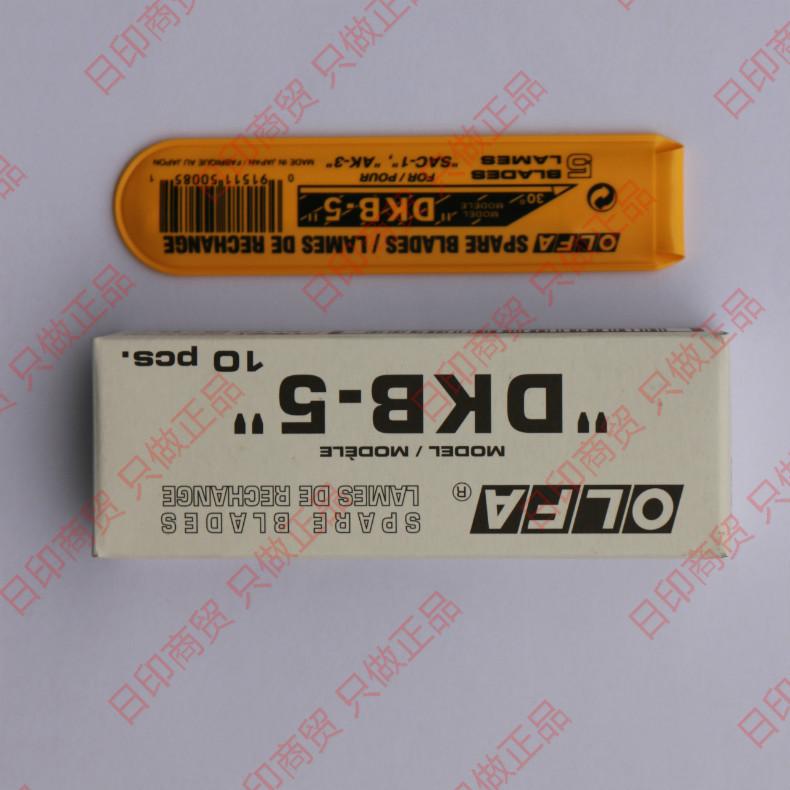 OLFA SPARE BLADES / LAMES DE RECHANGE
30° MODEL MODÈLE "DKB-5"
5 BLADES LAMES
FOR / POUR
"SAC-1", "AK-3"
0 91511 50085 1
MADE IN JAPAN / FABRIQUE AU JAPON
OLFA®
SPARE BLADES
LAMES DE RECHANGE
MODEL / MODÈLE
"DKB-5"
10 pcs.
日印商贸 只做正品